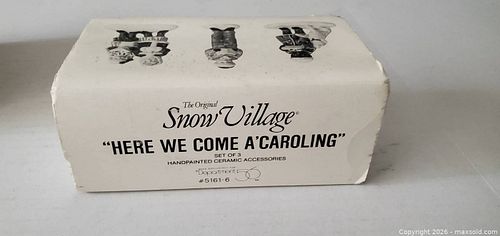 The Original
Snow Village®
"HERE WE COME A'CAROLING"
SET OF 3
HANDPAINTED CERAMIC ACCESSORIES
Department 56
#5161-6
Copyright 2026 - maxsold.com